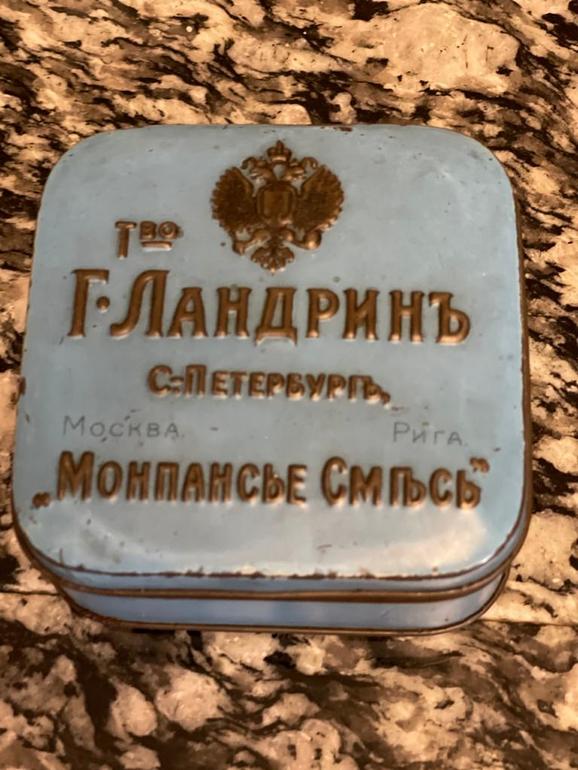 Тво
Г. Ландринъ
С=Петербургъ,
Москва - Рига
„Монпансье Смѣсь"